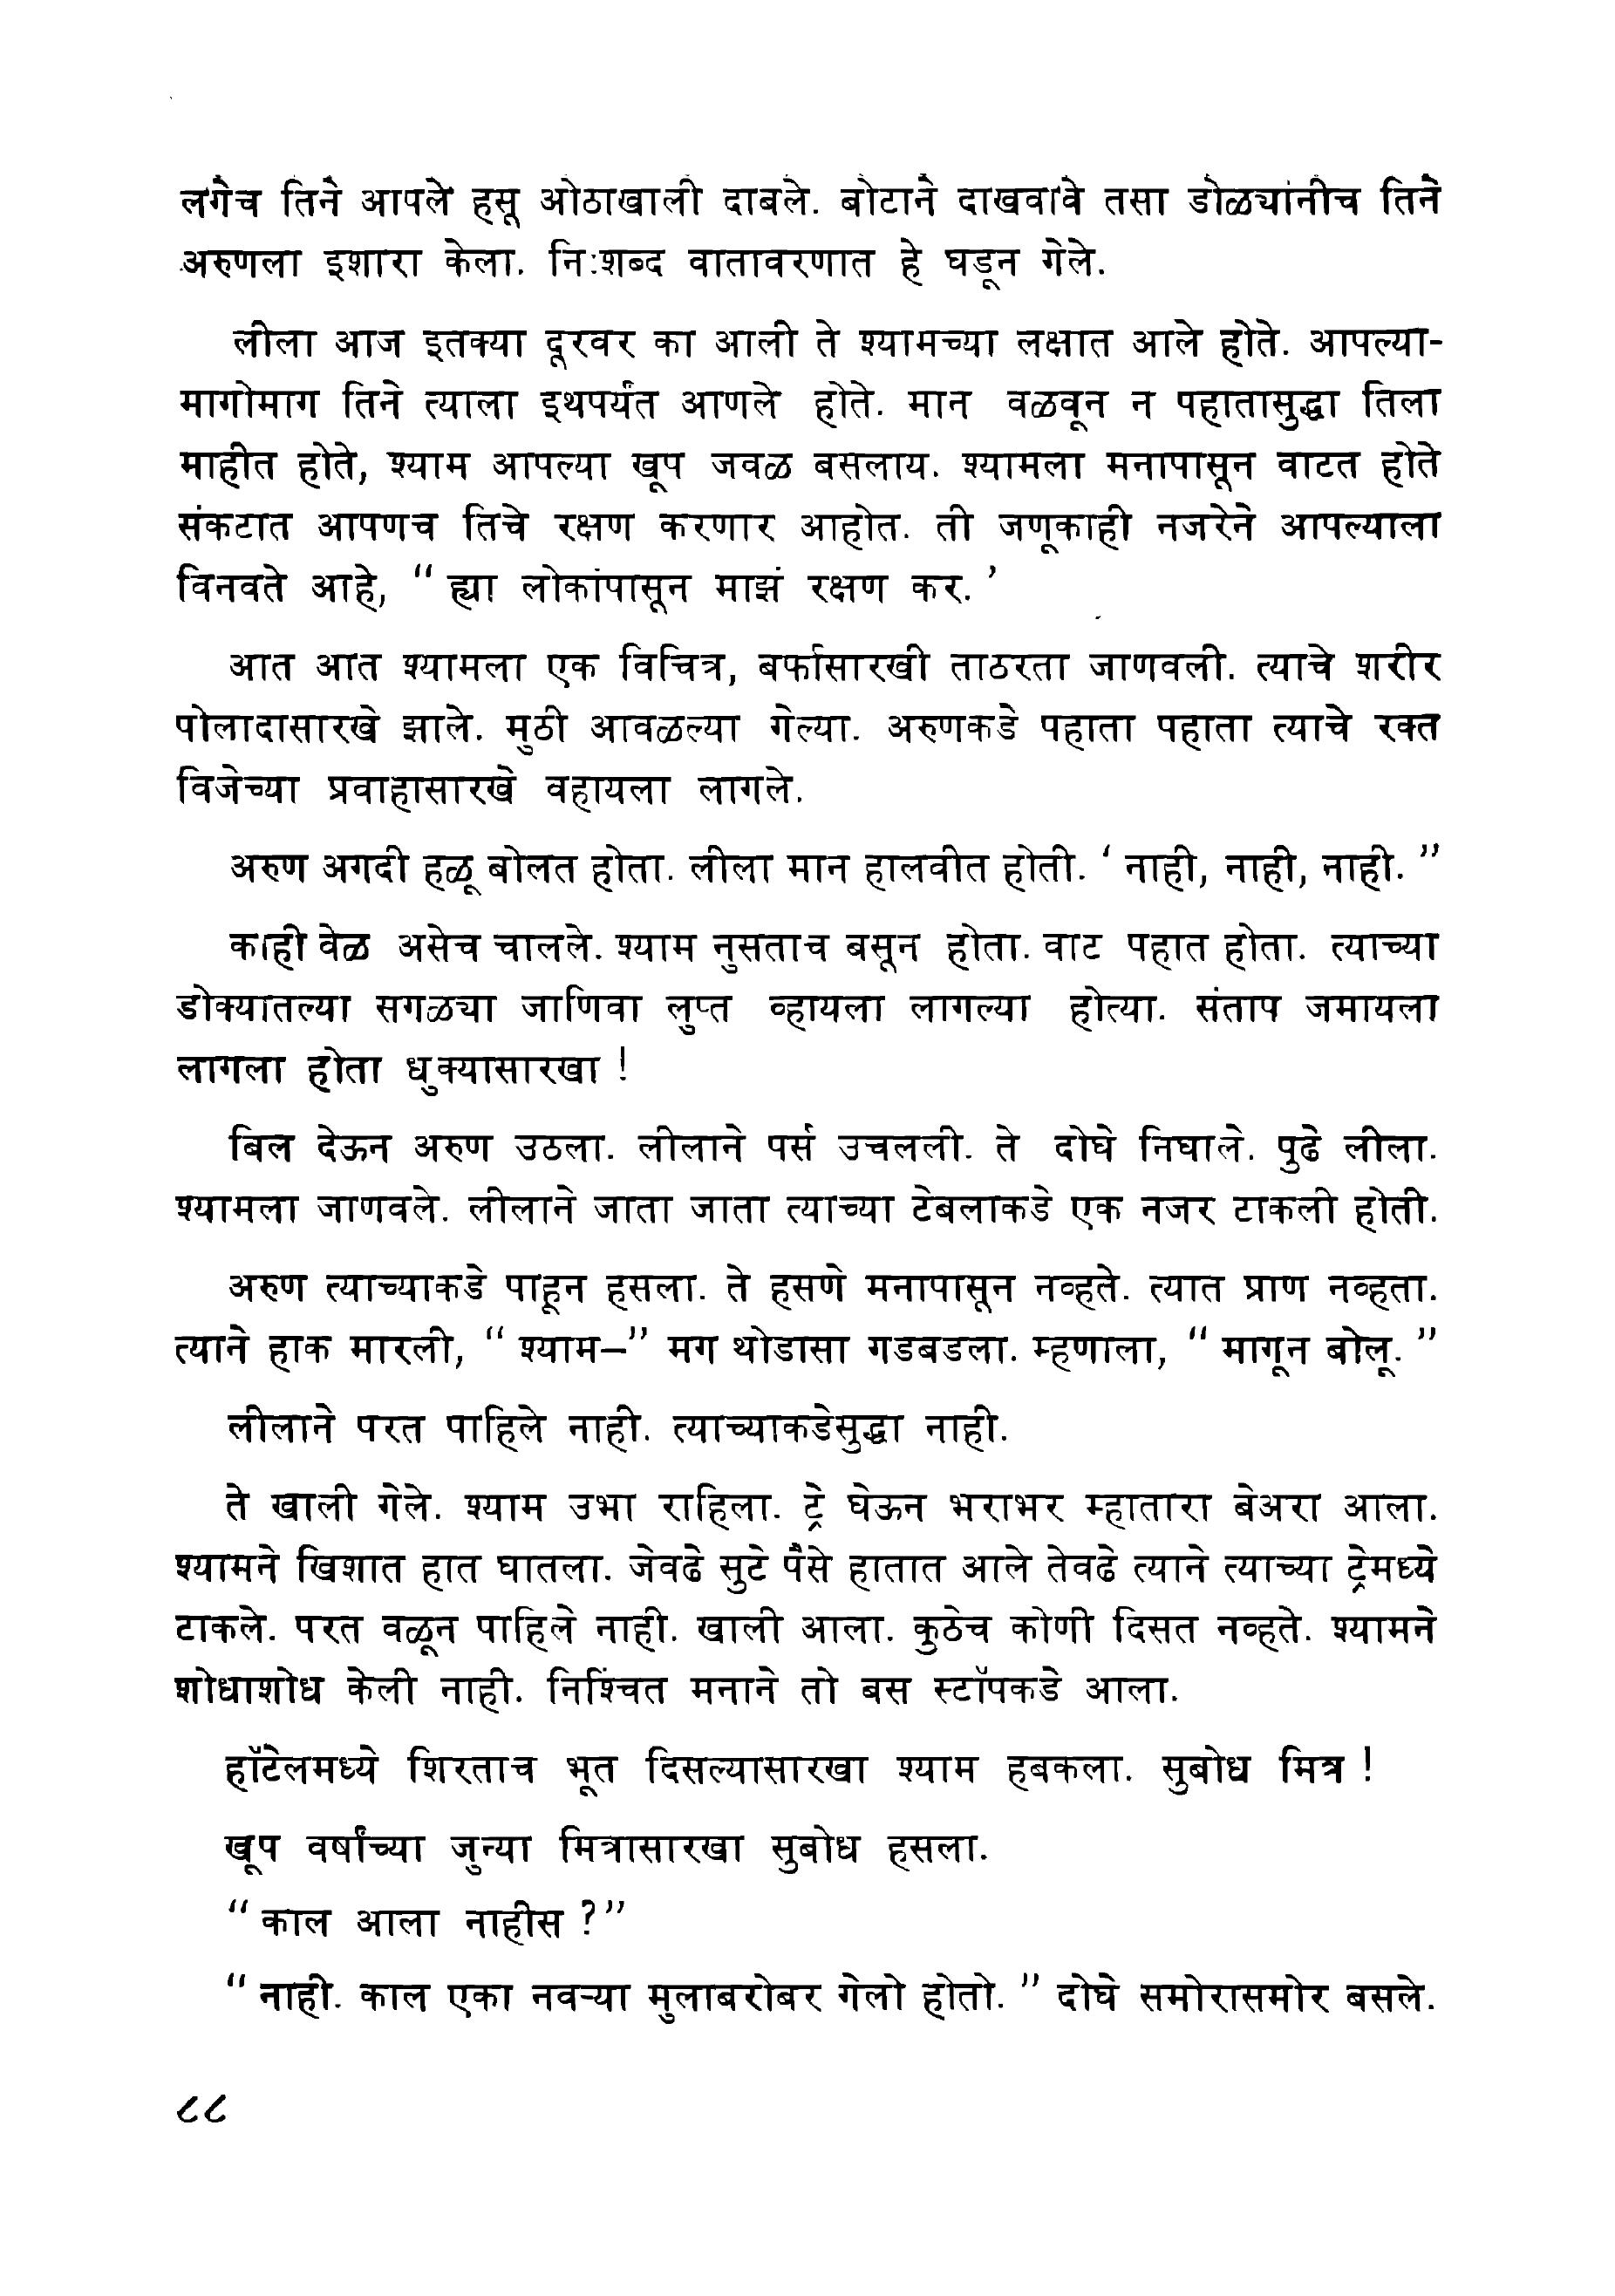 लगेच तिने आपले हसू ओठाखाली दाबले. बोटाने दाखवावे तसा डोळ्यांनीच तिने
अरुणला इशारा केला. नि:शब्द वातावरणात हे घडून गेले.
लीला आज इतक्या दूरवर का आली ते श्यामच्या लक्षात आले होते. आपल्या-
मागोमाग तिने त्याला इथपर्यंत आणले होते. मान वळवून न पहातासुद्धा तिला
माहीत होते, श्याम आपल्या खूप जवळ बसलाय. श्यामला मनापासून वाटत होते
संकटात आपणच तिचे रक्षण करणार आहोत. ती जणूकाही नजरेने आपल्याला
विनवते आहे, “ ह्या लोकांपासून माझं रक्षण कर. ’
आत आत श्यामला एक विचित्र, बर्फासारखी ताठरता जाणवली. त्याचे शरीर
पोलादासारखे झाले. मुठी आवळल्या गेल्या. अरुणकडे पहाता पहाता त्याचे रक्त
विजेच्या प्रवाहासारखे वहायला लागले.
अरुण अगदी हळू बोलत होता. लीला मान हालवीत होती. ‘ नाही, नाही, नाही. ”
काही वेळ असेच चालले. श्याम नुसताच बसून होता. वाट पहात होता. त्याच्या
डोक्यातल्या सगळ्या जाणिवा लुप्त व्हायला लागल्या होत्या. संताप जमायला
लागला होता धुक्यासारखा !
बिल देऊन अरुण उठला. लीलाने पर्स उचलली. ते दोघे निघाले. पुढे लीला.
श्यामला जाणवले. लीलाने जाता जाता त्याच्या टेबलाकडे एक नजर टाकली होती.
अरुण त्याच्याकडे पाहून हसला. ते हसणे मनापासून नव्हते. त्यात प्राण नव्हता.
त्याने हाक मारली, “ श्याम–” मग थोडासा गडबडला. म्हणाला, “ मागून बोलू. ”
लीलाने परत पाहिले नाही. त्याच्याकडेसुद्धा नाही.
ते खाली गेले. श्याम उभा राहिला. ट्रे घेऊन भराभर म्हातारा बेअरा आला.
श्यामने खिशात हात घातला. जेवढे सुटे पैसे हातात आले तेवढे त्याने त्याच्या ट्रेमध्ये
टाकले. परत वळून पाहिले नाही. खाली आला. कुठेच कोणी दिसत नव्हते. श्यामने
शोधाशोध केली नाही. निश्चिंत मनाने तो बस स्टॉपकडे आला.
हॉटेलमध्ये शिरताच भूत दिसल्यासारखा श्याम हबकला. सुबोध मित्र !
खूप वर्षांच्या जुन्या मित्रासारखा सुबोध हसला.
“ काल आला नाहीस ?”
“ नाही. काल एका नवऱ्या मुलाबरोबर गेलो होतो. ” दोघे समोरासमोर बसले.
८८